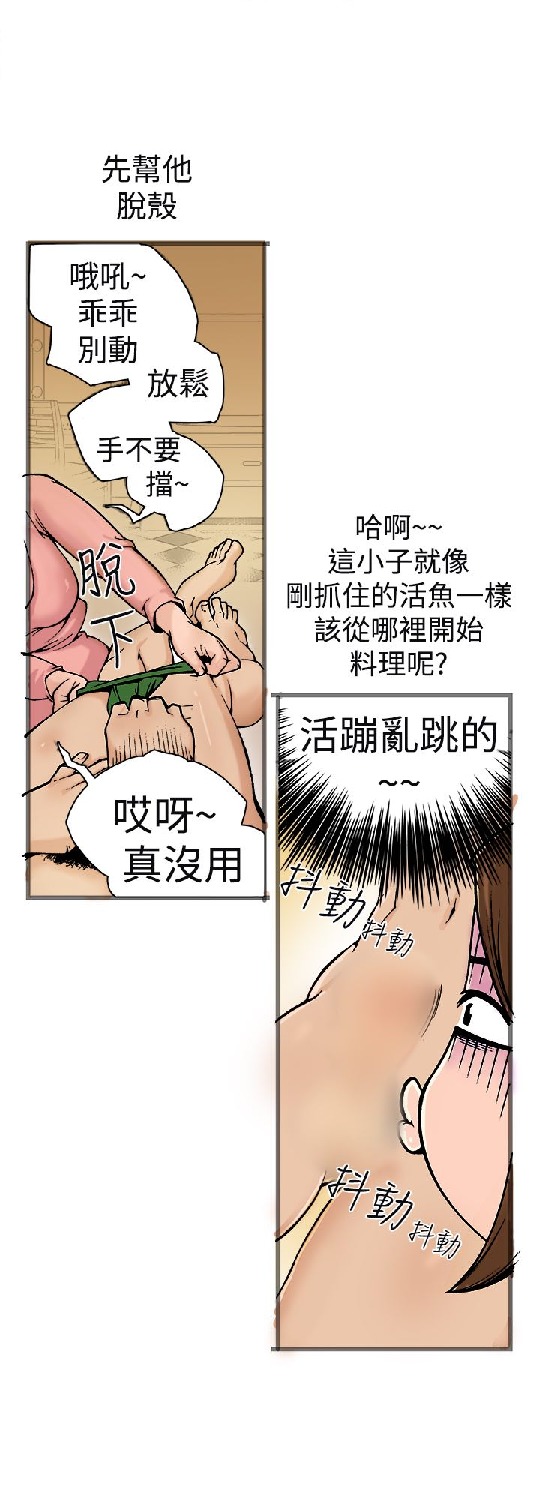 先幫他
脫殼
哦吼~
乖乖
別動
放鬆
手不要
擋~
脫
下
哎呀~
真沒用
哈啊~~
這小子就像
剛抓住的活魚一樣
該從哪裡開始
料理呢?
活蹦亂跳的
~~
抖動
抖動
抖動
抖動